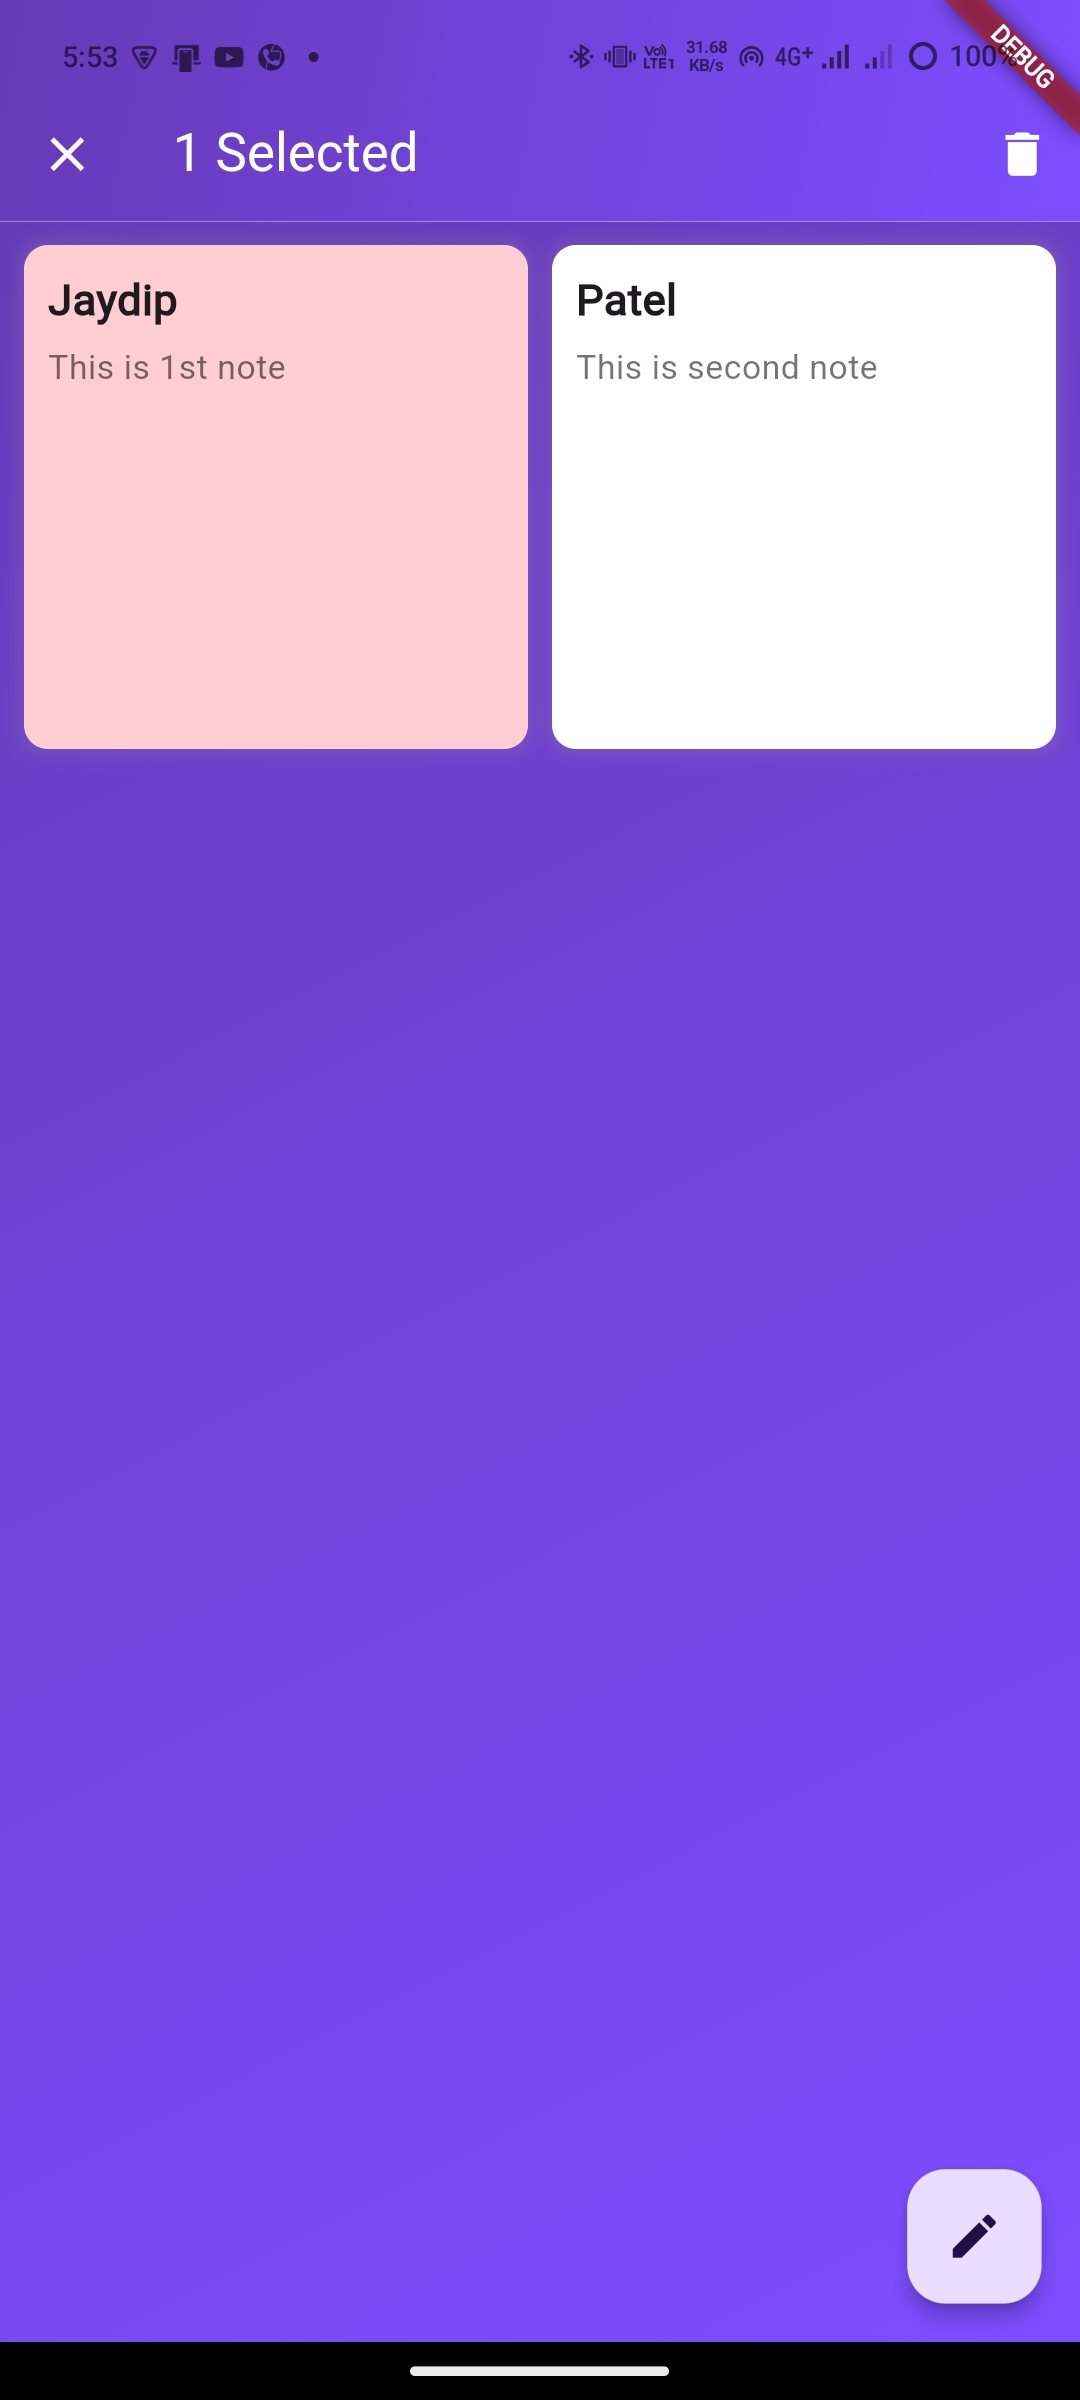 5:53
Vo) LTE1
31.68 KB/s
4G+
100%
DEBUG
1 Selected
Jaydip
This is 1st note
Patel
This is second note